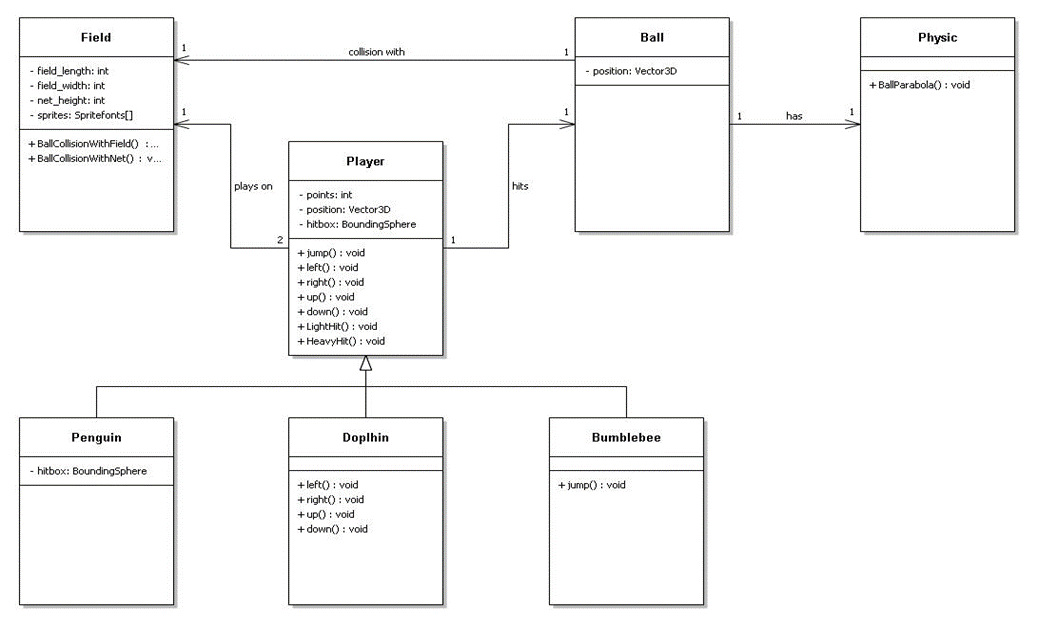 Field
- field_length: int
- field_width: int
- net_height: int
- sprites: Spritefonts[]
+ BallCollisionWithField() :...
+ BallCollisionWithNet() : v...
1
collision with
1
Ball
- position: Vector3D
1
has
1
Physic
+ BallParabola() : void
1
plays on
2
Player
- points: int
- position: Vector3D
- hitbox: BoundingSphere
+ jump() : void
+ left() : void
+ right() : void
+ up() : void
+ down() : void
+ LightHit() : void
+ HeavyHit() : void
1
hits
1
Penguin
- hitbox: BoundingSphere
Doplhin
+ left() : void
+ right() : void
+ up() : void
+ down() : void
Bumblebee
+ jump() : void